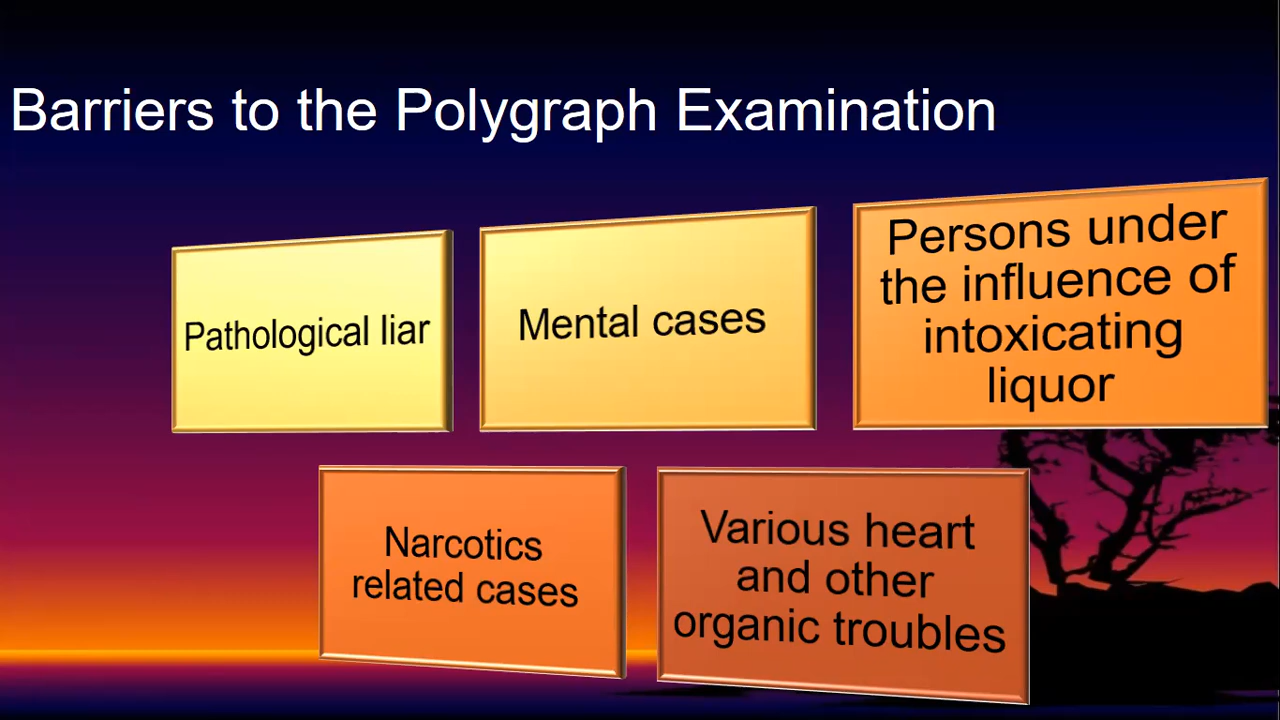 Barriers to the Polygraph Examination
Pathological liar
Mental cases
Persons under
the influence of
intoxicating
liquor
Narcotics
related cases
Various heart
and other
organic troubles